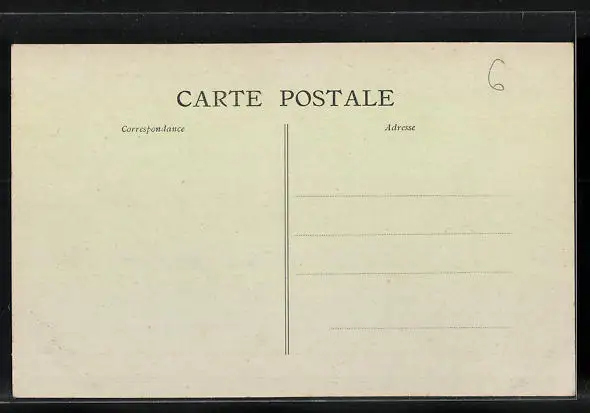 6
CARTE POSTALE
Correspondance
Adresse